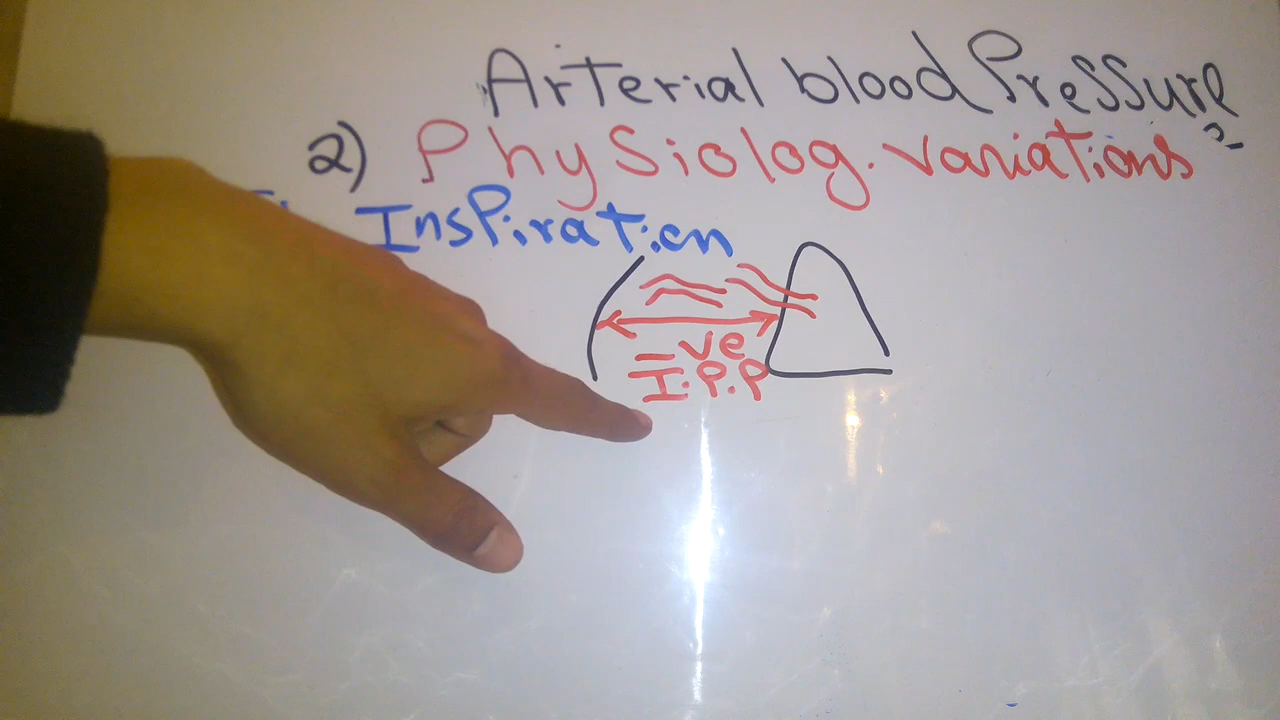 Arterial blood Pressure
2) Physiolog. variations
Inspiration
-ve
I.P.P